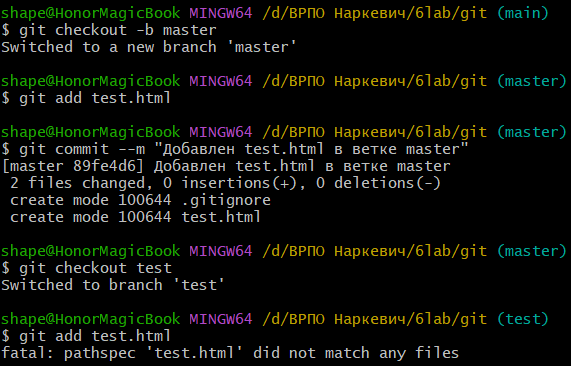 shape@HonorMagicBook MINGW64 /d/ВРПО Наркевич/6lab/git (main)
$ git checkout -b master
Switched to a new branch 'master'
shape@HonorMagicBook MINGW64 /d/ВРПО Наркевич/6lab/git (master)
$ git add test.html
shape@HonorMagicBook MINGW64 /d/ВРПО Наркевич/6lab/git (master)
$ git commit --m "Добавлен test.html в ветке master"
[master 89fe4d6] Добавлен test.html в ветке master
2 files changed, 0 insertions(+), 0 deletions(-)
create mode 100644 .gitignore
create mode 100644 test.html
shape@HonorMagicBook MINGW64 /d/ВРПО Наркевич/6lab/git (master)
$ git checkout test
Switched to branch 'test'
shape@HonorMagicBook MINGW64 /d/ВРПО Наркевич/6lab/git (test)
$ git add test.html
fatal: pathspec 'test.html' did not match any files